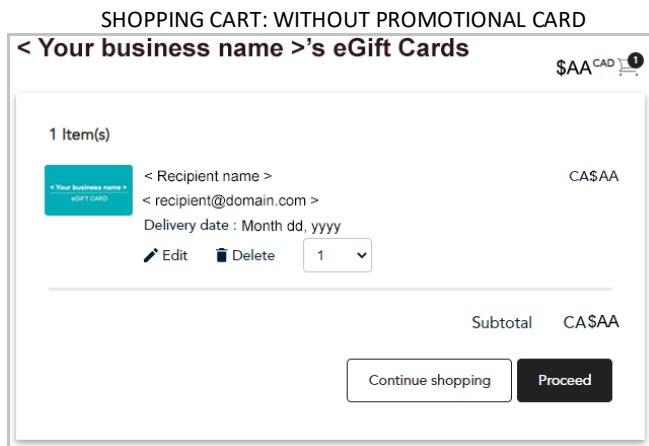 SHOPPING CART: WITHOUT PROMOTIONAL CARD
< Your business name >'s eGift Cards
$AA CAD 1
1 Item(s)
< Your business name >
eGIFT CARD
< Recipient name >
CA$AA
< recipient@domain.com >
Delivery date : Month dd, yyyy
Edit Delete 1
Subtotal CA$AA
Continue shopping Proceed